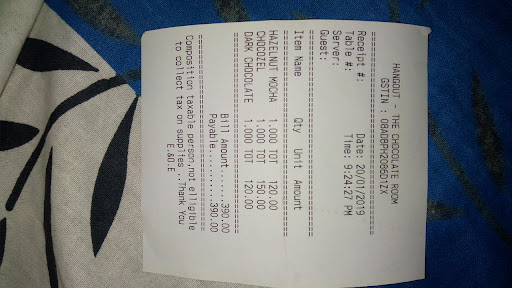 HANGOUT - THE CHOCOLATE ROOM
GSTIN : 08ADBPH2086D1ZX
Receipt #: Date: 20/01/2019
Table #: Time: 9:24:27 PM
Server:
Guest:
Item Name Qty Unit Amount
HAZELNUT MOCHA 1.000 TOT 120.00
CHOCOZEL 1.000 TOT 150.00
DARK CHOCOLATE 1.000 TOT 120.00
Bill Amount.......390.00
Payable...........390.00
E.&O.E
Composition taxable person,not elligible
to collect tax on supplies ..Thank You